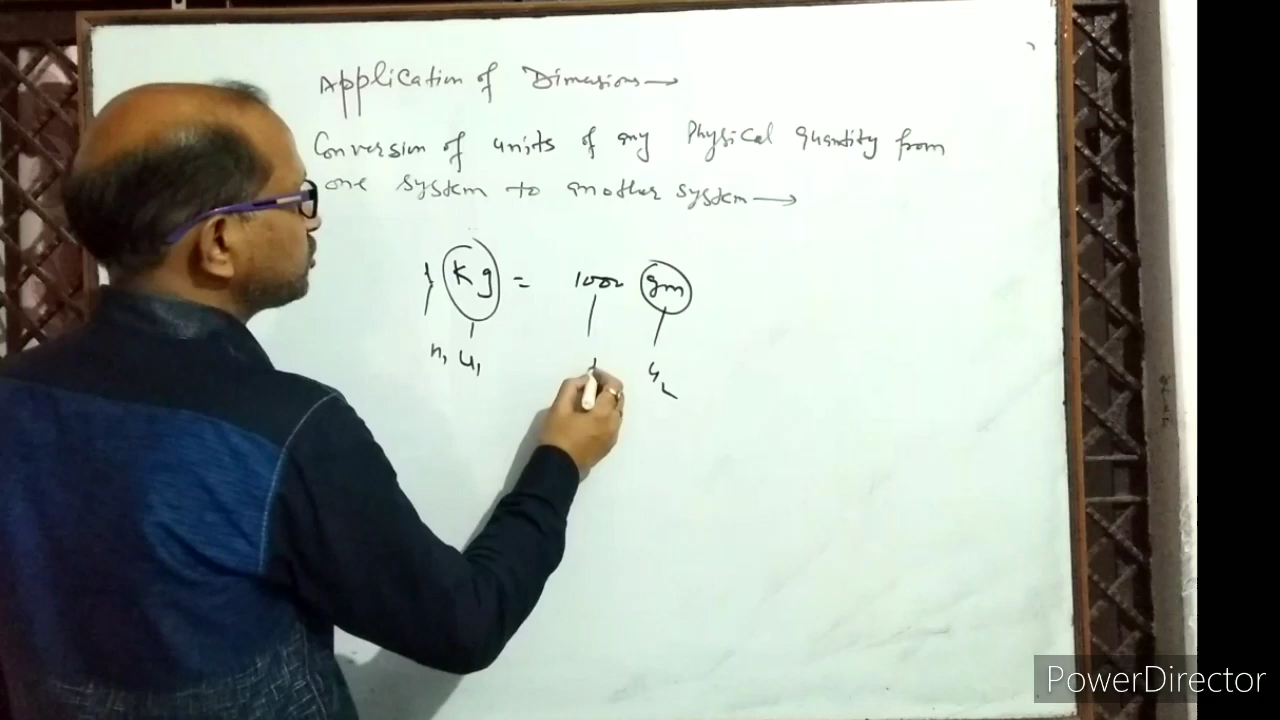 Application of Dimensions →
Conversion of units of any Physical quantity from
one system to another system →
1 Kg = 1000 gm
n₁ u₁ u₂
PowerDirector